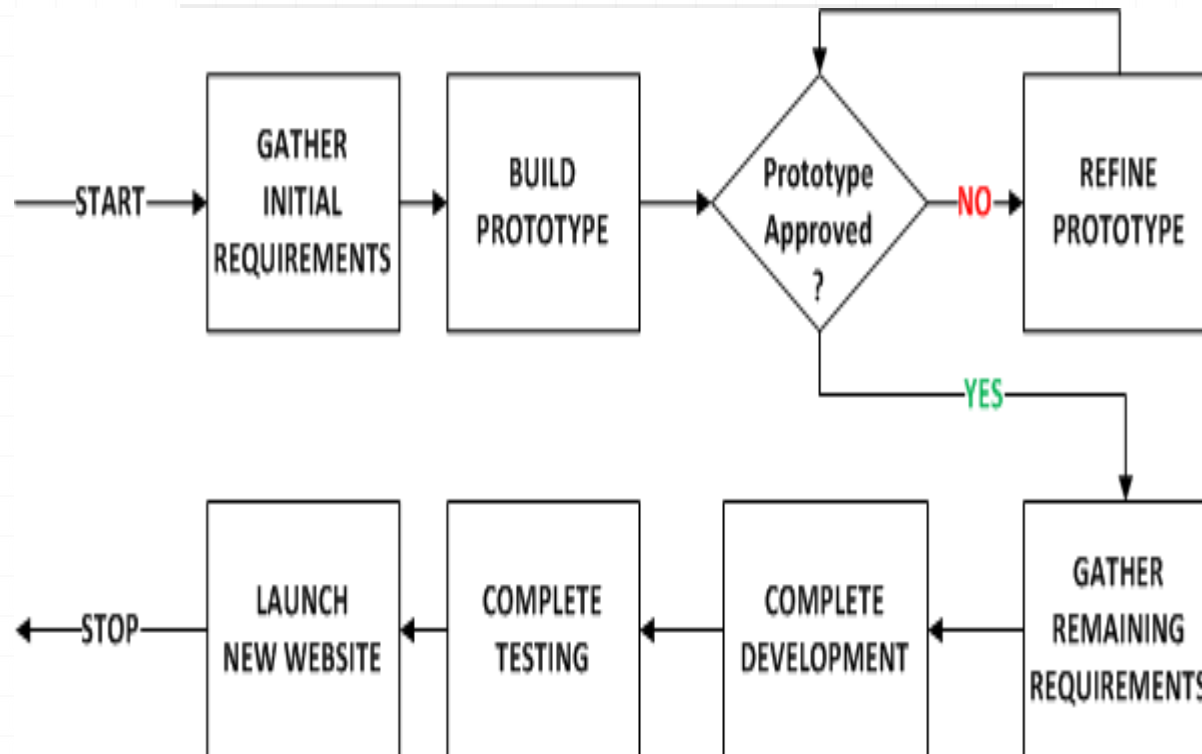 START
GATHER
INITIAL
REQUIREMENTS
BUILD
PROTOTYPE
Prototype
Approved
?
NO
REFINE
PROTOTYPE
YES
GATHER
REMAINING
REQUIREMENTS
COMPLETE
DEVELOPMENT
COMPLETE
TESTING
LAUNCH
NEW WEBSITE
STOP